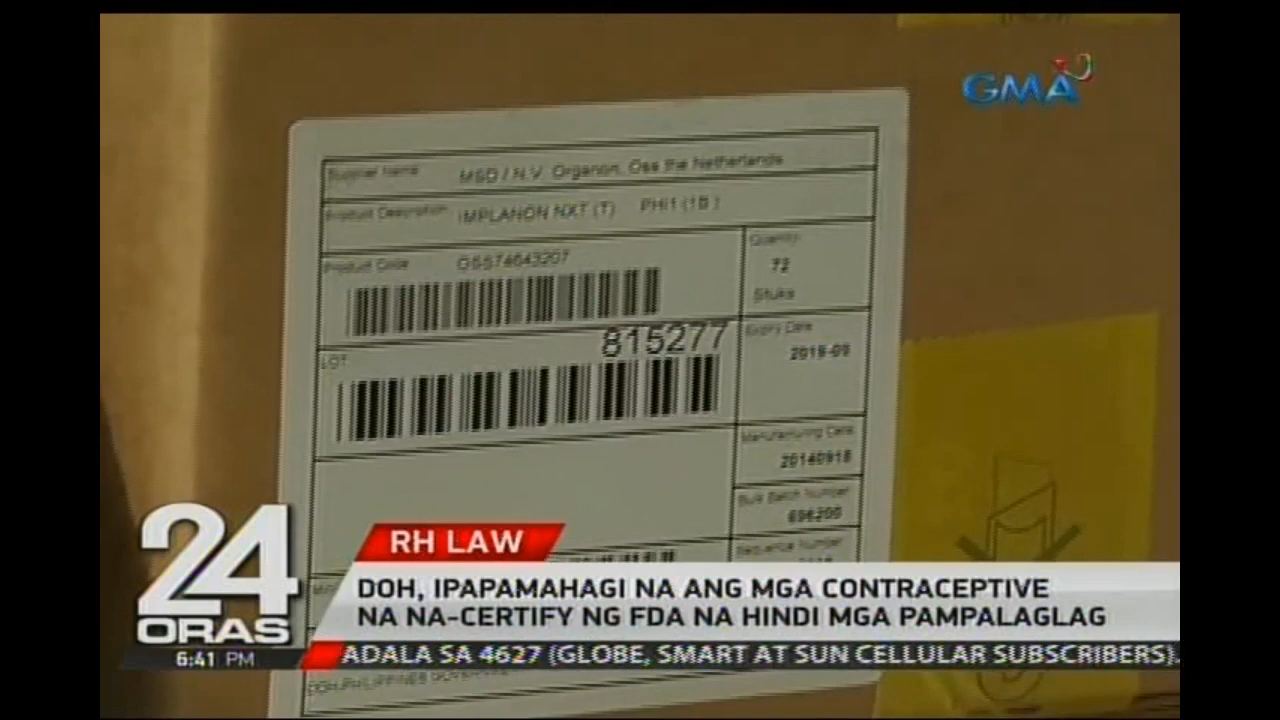 GMA
Supplier Name MSD / N.V. Organon, Oss the Netherlands
Product Description IMPLANON NXT (T) PHI1 (1B)
Product Code OSS74643207
Quantity
72
Stuks
LOT 815277
Expiry Date
2019-09
Manufacturing Date
20140918
Bulk Batch Number
696200
Sequence Number
24
ORAS
6:41 PM
RH LAW
DOH, IPAPAMAHAGI NA ANG MGA CONTRACEPTIVE
NA NA-CERTIFY NG FDA NA HINDI MGA PAMPALAGLAG
ADALA SA 4627 (GLOBE, SMART AT SUN CELLULAR SUBSCRIBERS).